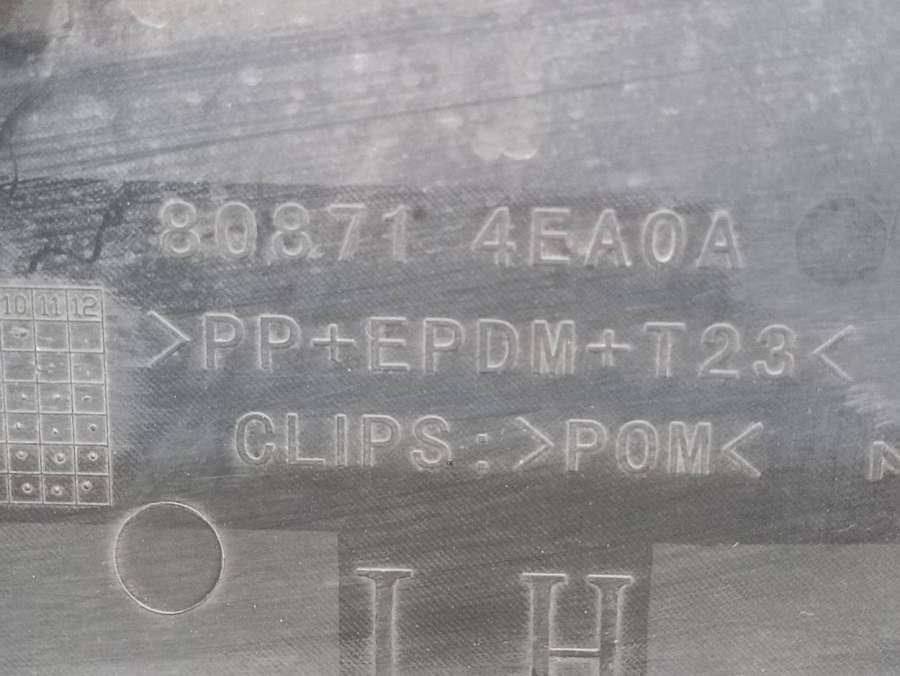 80871 4EA0A
10 11 12
>PP+EPDM+T23<
CLIPS:>POM<